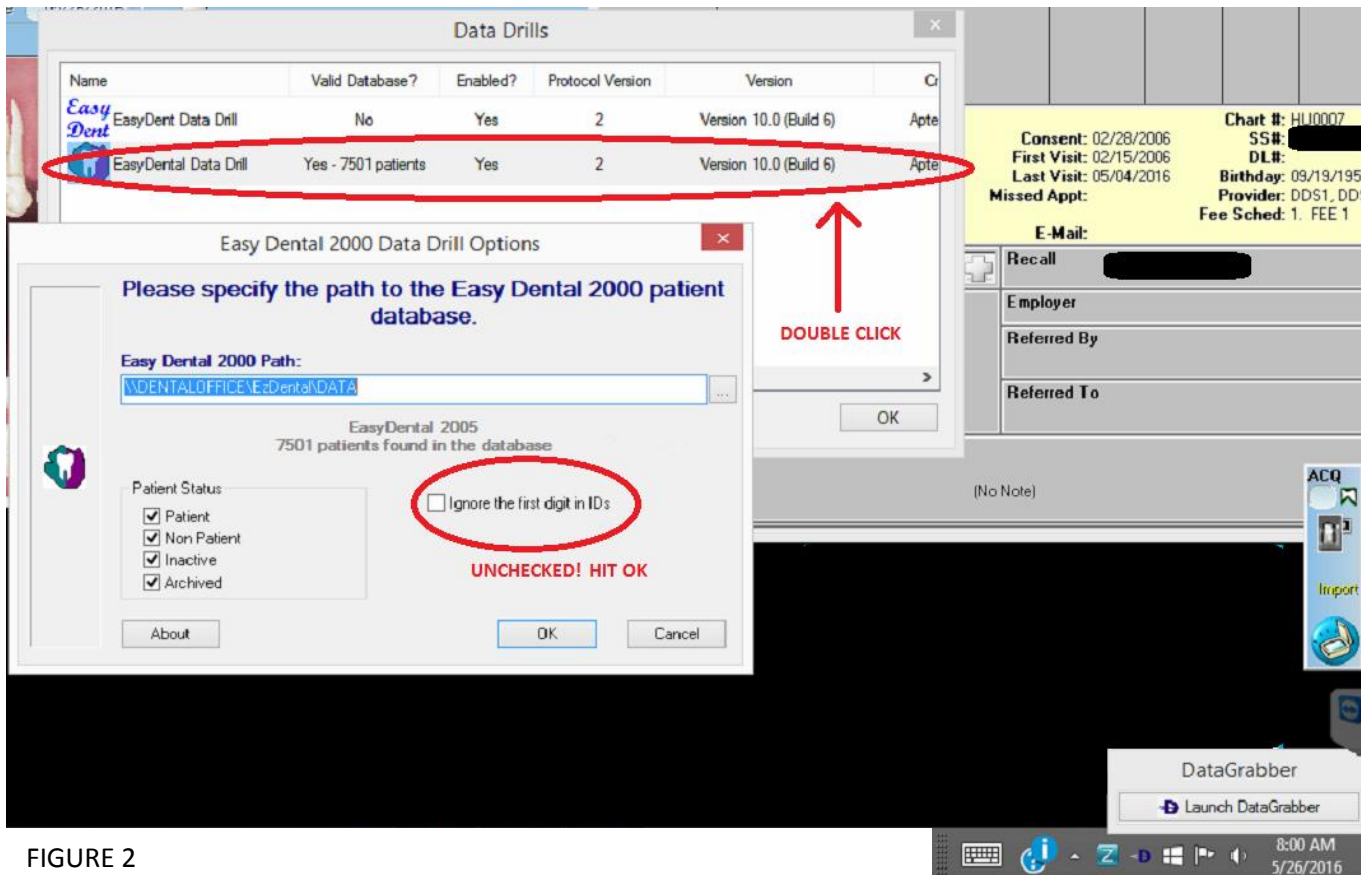 Data Drills
Name Valid Database? Enabled? Protocol Version Version Cr
Easy Dent EasyDent Data Drill No Yes 2 Version 10.0 (Build 6) Apte
EasyDental Data Drill Yes - 7501 patients Yes 2 Version 10.0 (Build 6) Apte
DOUBLE CLICK
OK
Easy Dental 2000 Data Drill Options
Please specify the path to the Easy Dental 2000 patient
database.
Easy Dental 2000 Path:
\\DENTALOFFICE\EzDental\DATA
...
EasyDental 2005
7501 patients found in the database
Patient Status
Patient
Non Patient
Inactive
Archived
Ignore the first digit in IDs
UNCHECKED! HIT OK
About OK Cancel
Consent: 02/28/2006
First Visit: 02/15/2006
Last Visit: 05/04/2016
Missed Appt:
E-Mail:
Chart #: HU0007
SS#:
DL#:
Birthday: 09/19/195
Provider: DDS1, DD
Fee Sched: 1. FEE 1
Recall
Employer
Referred By
Referred To
(No Note)
ACQ
Import
DataGrabber
Launch DataGrabber
8:00 AM
5/26/2016
FIGURE 2